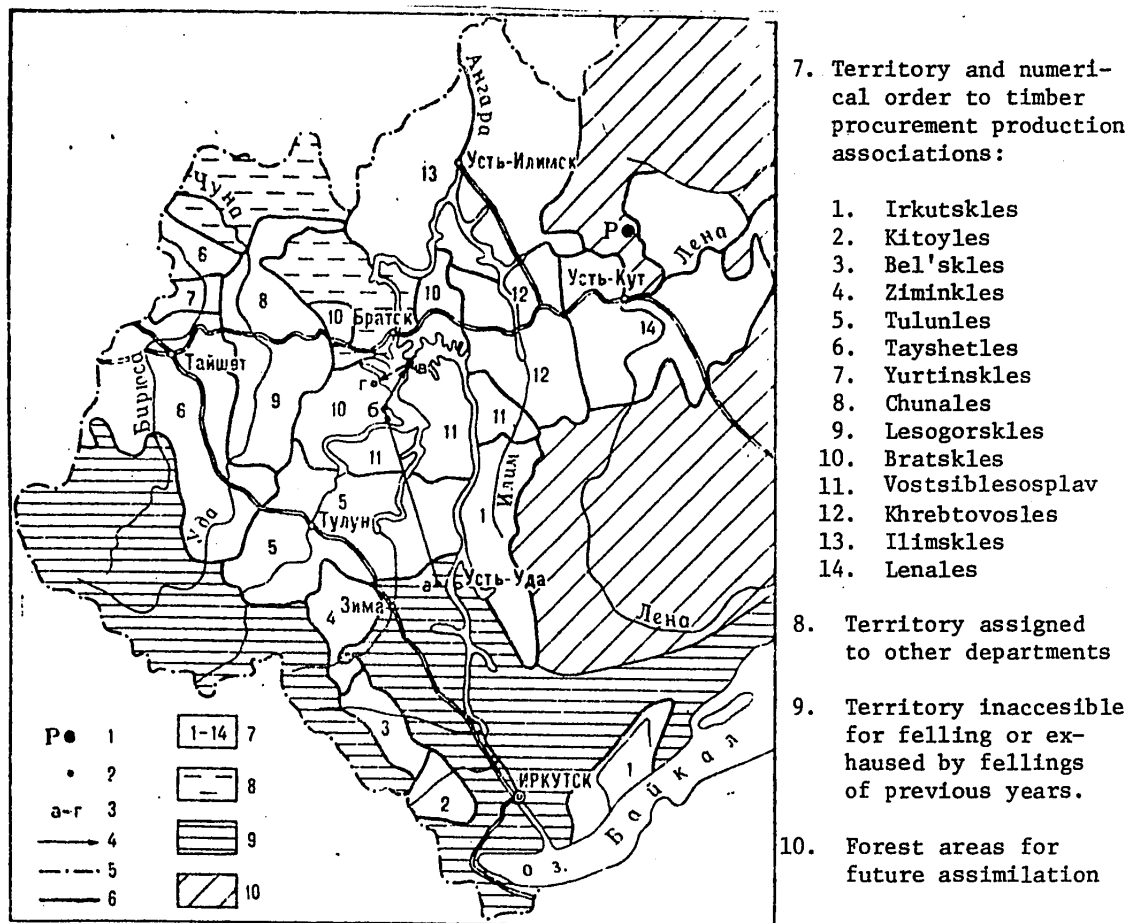 Ангара
Усть-Илимск
13
Чуна
Р
Лена
6
7
8
10
10
12
Усть-Кут
Братск
14
Тайшет
Бирюса
6
9
г
в
10
б
12
11
11
11
Илим
Уда
5
Тулун
1
5
а
Усть-Уда
Зима
4
Лена
3
ИРКУТСК
1
2
Байкал
О З.
Р 1
2
а-г 3
4
5
6
1-14 7
8
9
10
7. Territory and numeri-
cal order to timber
procurement production
associations:
1. Irkutskles
2. Kitoyles
3. Bel'skles
4. Ziminkles
5. Tulunles
6. Tayshetles
7. Yurtinskles
8. Chunales
9. Lesogorskles
10. Bratskles
11. Vostsiblesosplav
12. Khrebtovosles
13. Ilimskles
14. Lenales
8. Territory assigned
to other departments
9. Territory inaccesible
for felling or ex-
haused by fellings
of previous years.
10. Forest areas for
future assimilation